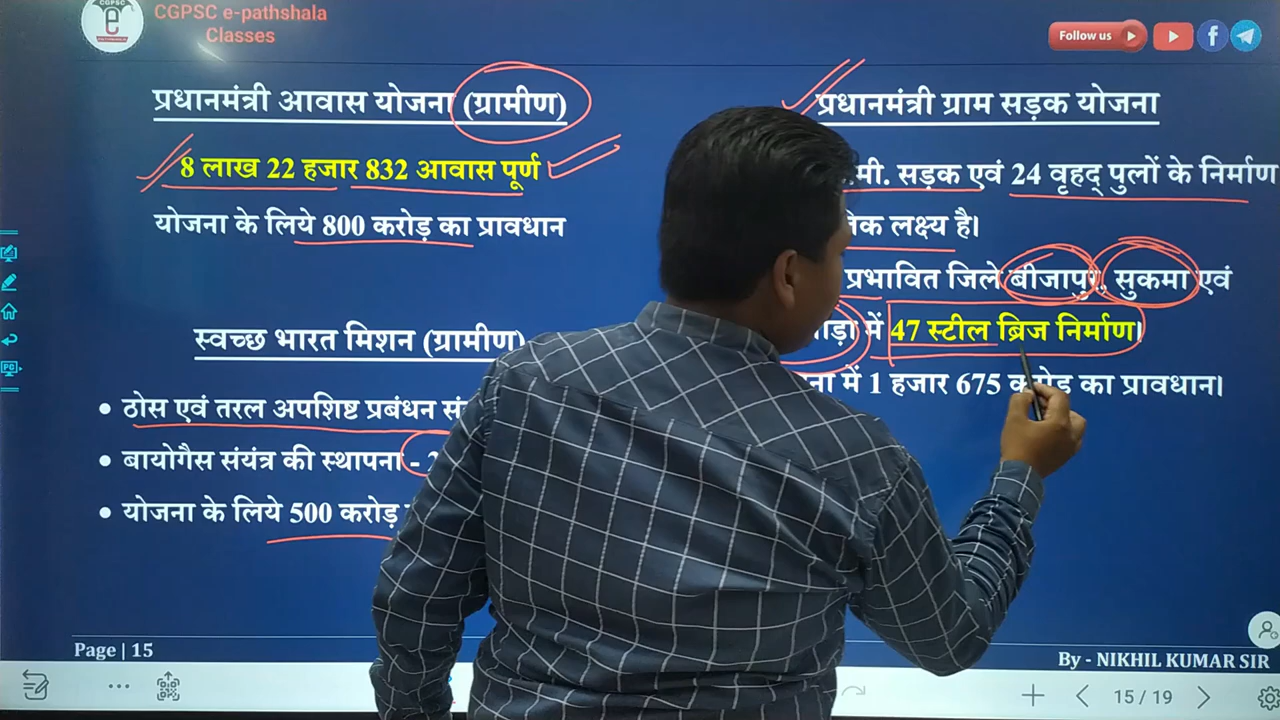 CGPSC
e
CGPSC e-pathshala
Classes
Follow us
प्रधानमंत्री आवास योजना (ग्रामीण)
8 लाख 22 हजार 832 आवास पूर्ण
योजना के लिये 800 करोड़ का प्रावधान
स्वच्छ भारत मिशन (ग्रामीण)
• ठोस एवं तरल अपशिष्ट प्रबंधन
• बायोगैस संयंत्र की स्थापना -
• योजना के लिये 500 करोड़
प्रधानमंत्री ग्राम सड़क योजना
.मी. सड़क एवं 24 वृहद् पुलों के निर्माण
लक्ष्य है।
प्रभावित जिले बीजापुर, सुकमा एवं
में 47 स्टील ब्रिज निर्माण।
में 1 हजार 675 करोड़ का प्रावधान।
Page | 15
By - NIKHIL KUMAR SIR
15 / 19